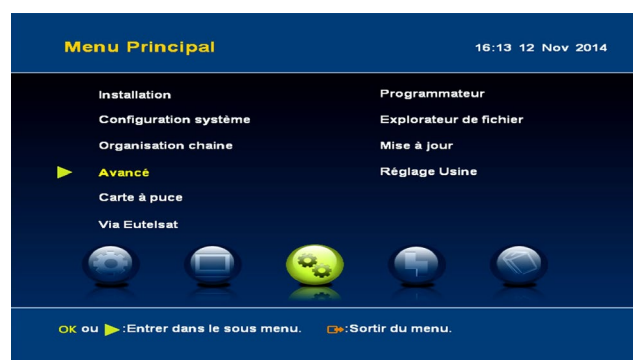 Menu Principal
16:13 12 Nov 2014
Installation
Configuration système
Organisation chaine
Avancé
Carte à puce
Via Eutelsat
Programmateur
Explorateur de fichier
Mise à jour
Réglage Usine
OK ou :Entrer dans le sous menu. :Sortir du menu.